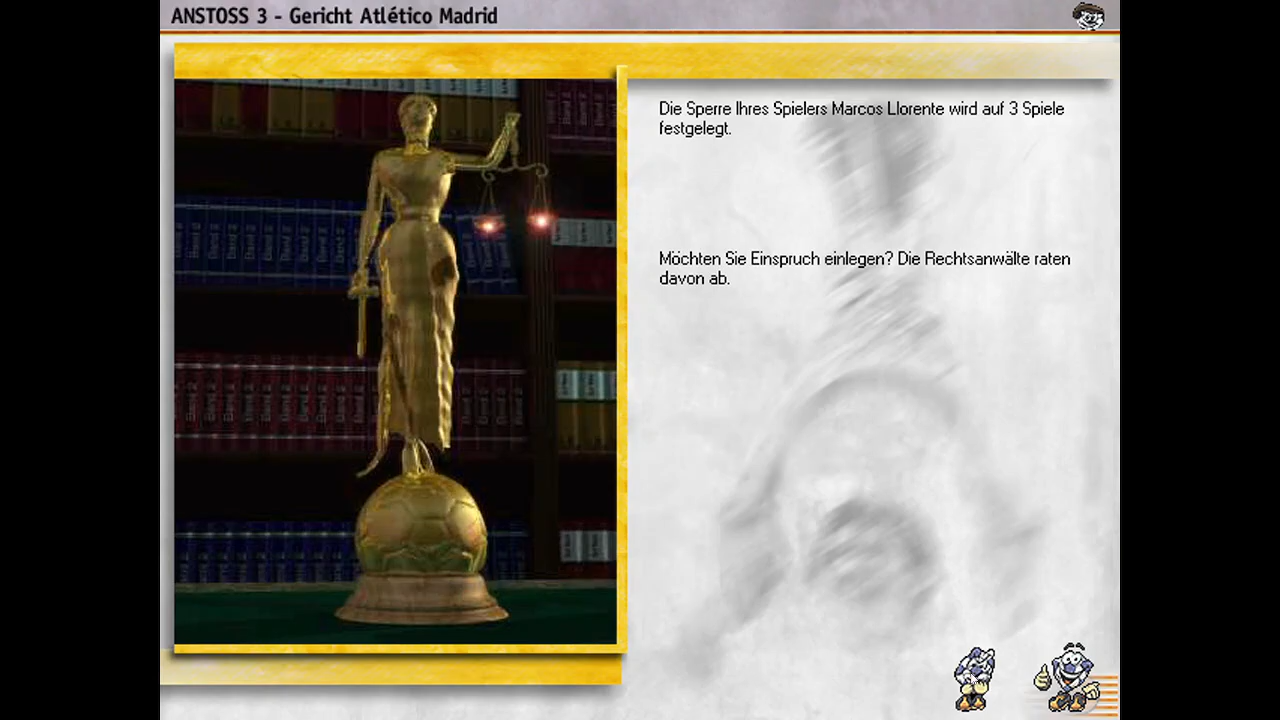 ANSTOSS 3 - Gericht Atlético Madrid
Die Sperre Ihres Spielers Marcos Llorente wird auf 3 Spiele
festgelegt.
Möchten Sie Einspruch einlegen? Die Rechtsanwälte raten
davon ab.